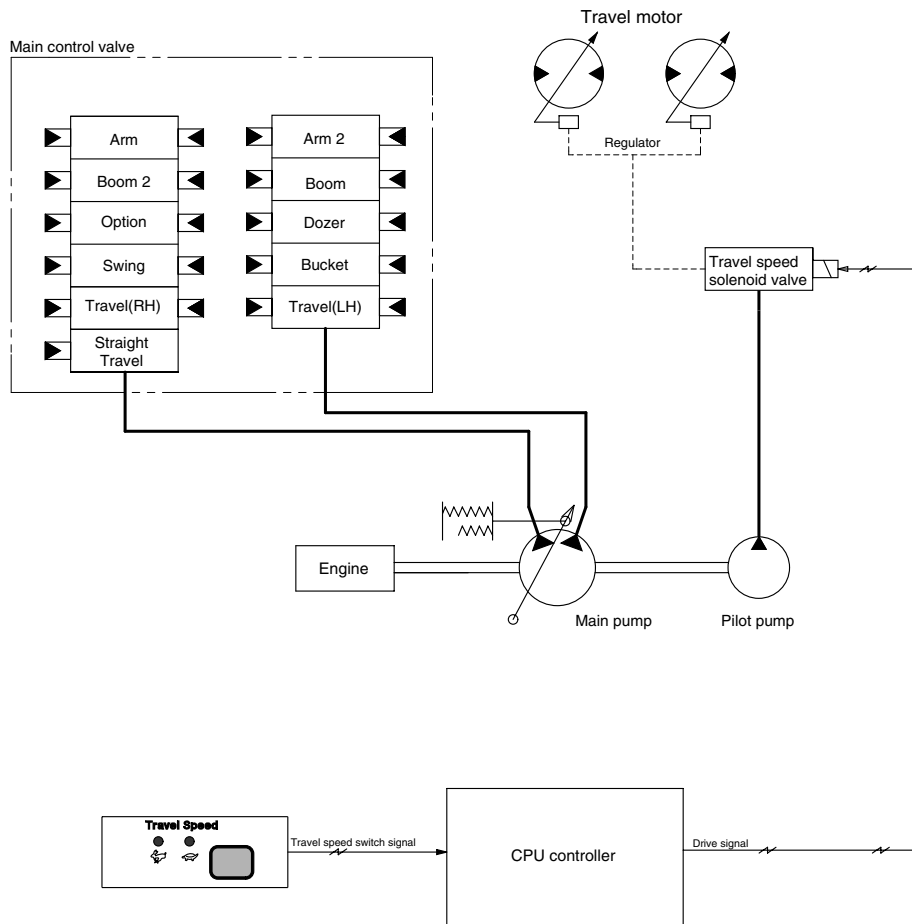 Travel motor
Main control valve
Arm
Boom 2
Option
Swing
Travel(RH)
Straight
Travel
Arm 2
Boom
Dozer
Bucket
Travel(LH)
Regulator
Travel speed
solenoid valve
Engine
Main pump
Pilot pump
Travel Speed
Travel speed switch signal
CPU controller
Drive signal